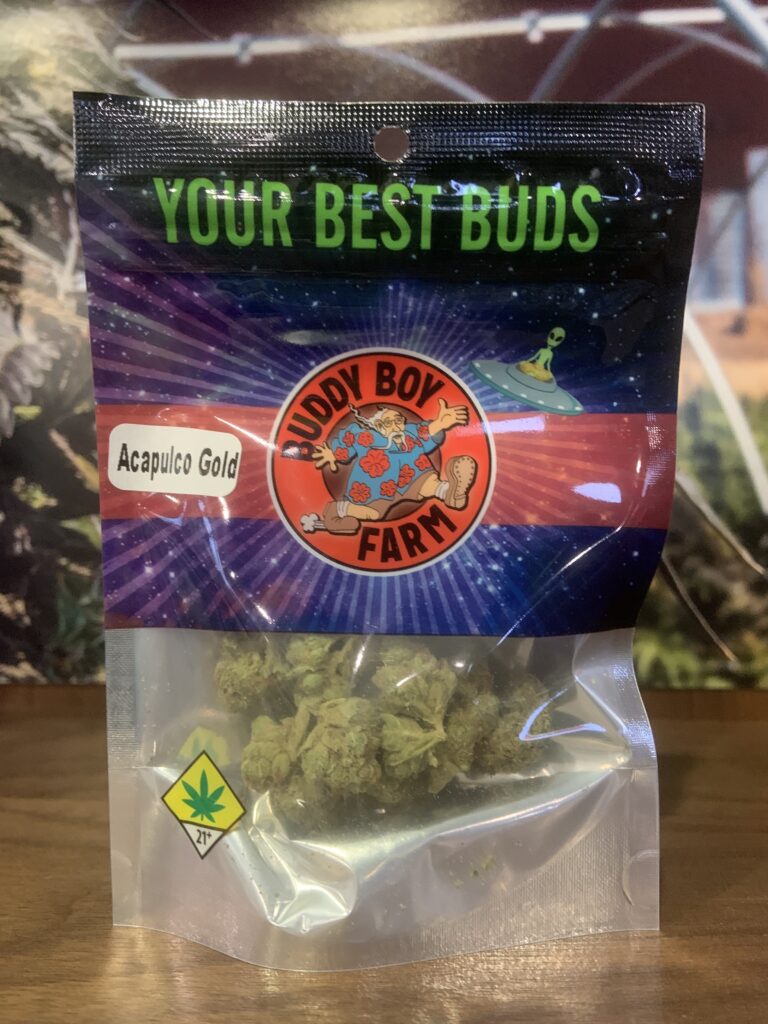 YOUR BEST BUDS
BUDDY BOY
FARM
Acapulco Gold
21+